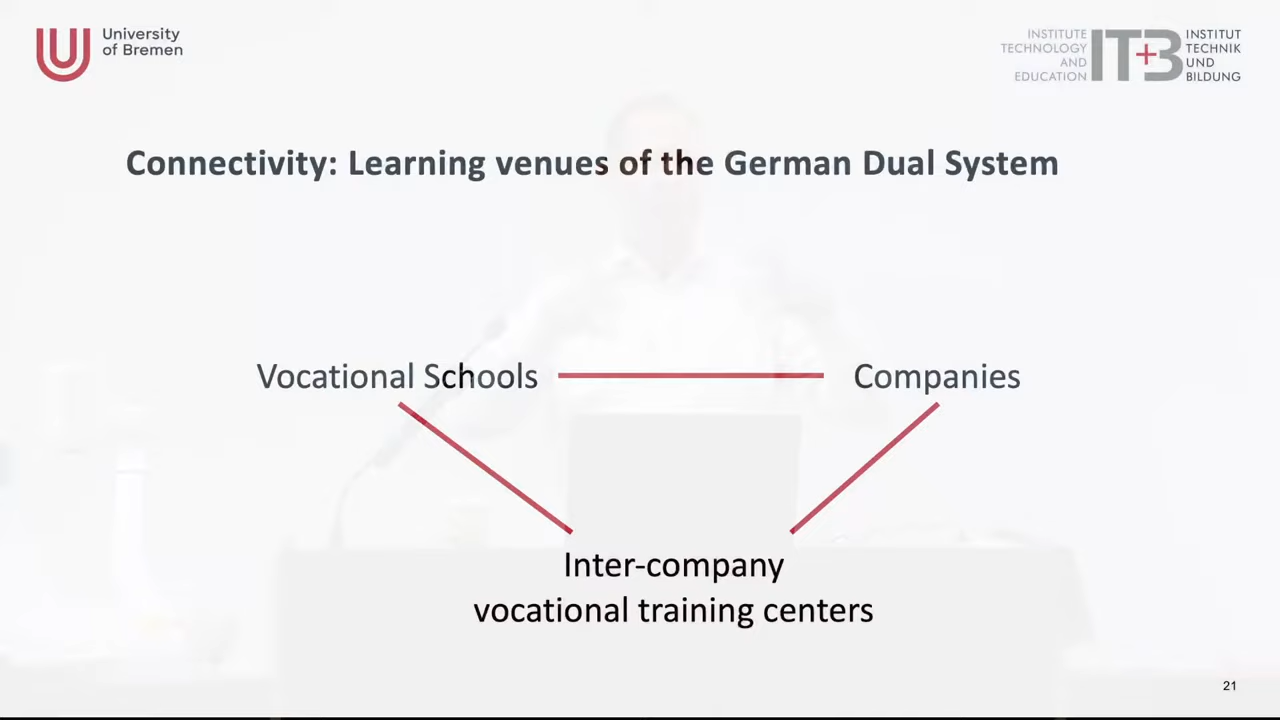 University
of Bremen
INSTITUTE
TECHNOLOGY
AND
EDUCATION
IT+B
INSTITUT
TECHNIK
UND
BILDUNG
Connectivity: Learning venues of the German Dual System
Vocational Schools
Companies
Inter-company
vocational training centers
21